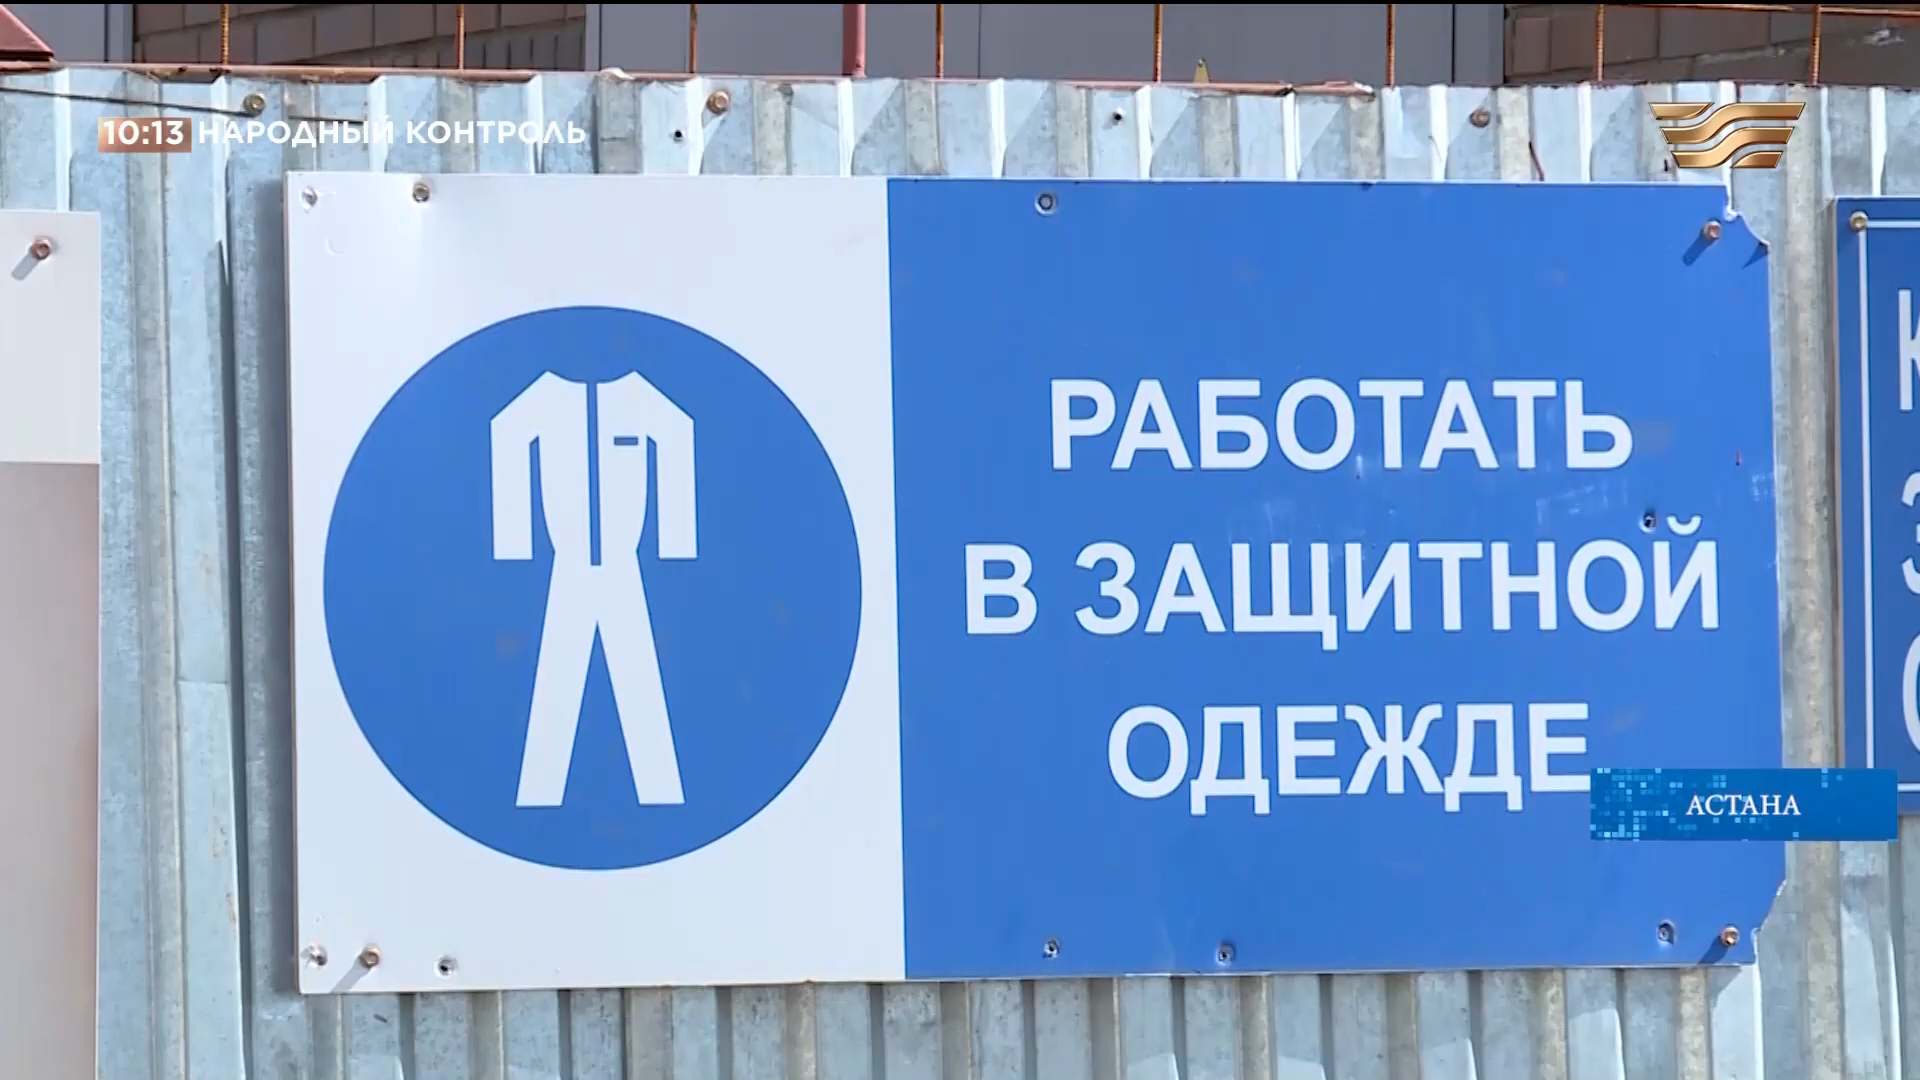 10:13 НАРОДНЫЙ КОНТРОЛЬ
РАБОТАТЬ
В ЗАЩИТНОЙ
ОДЕЖДЕ
АСТАНА